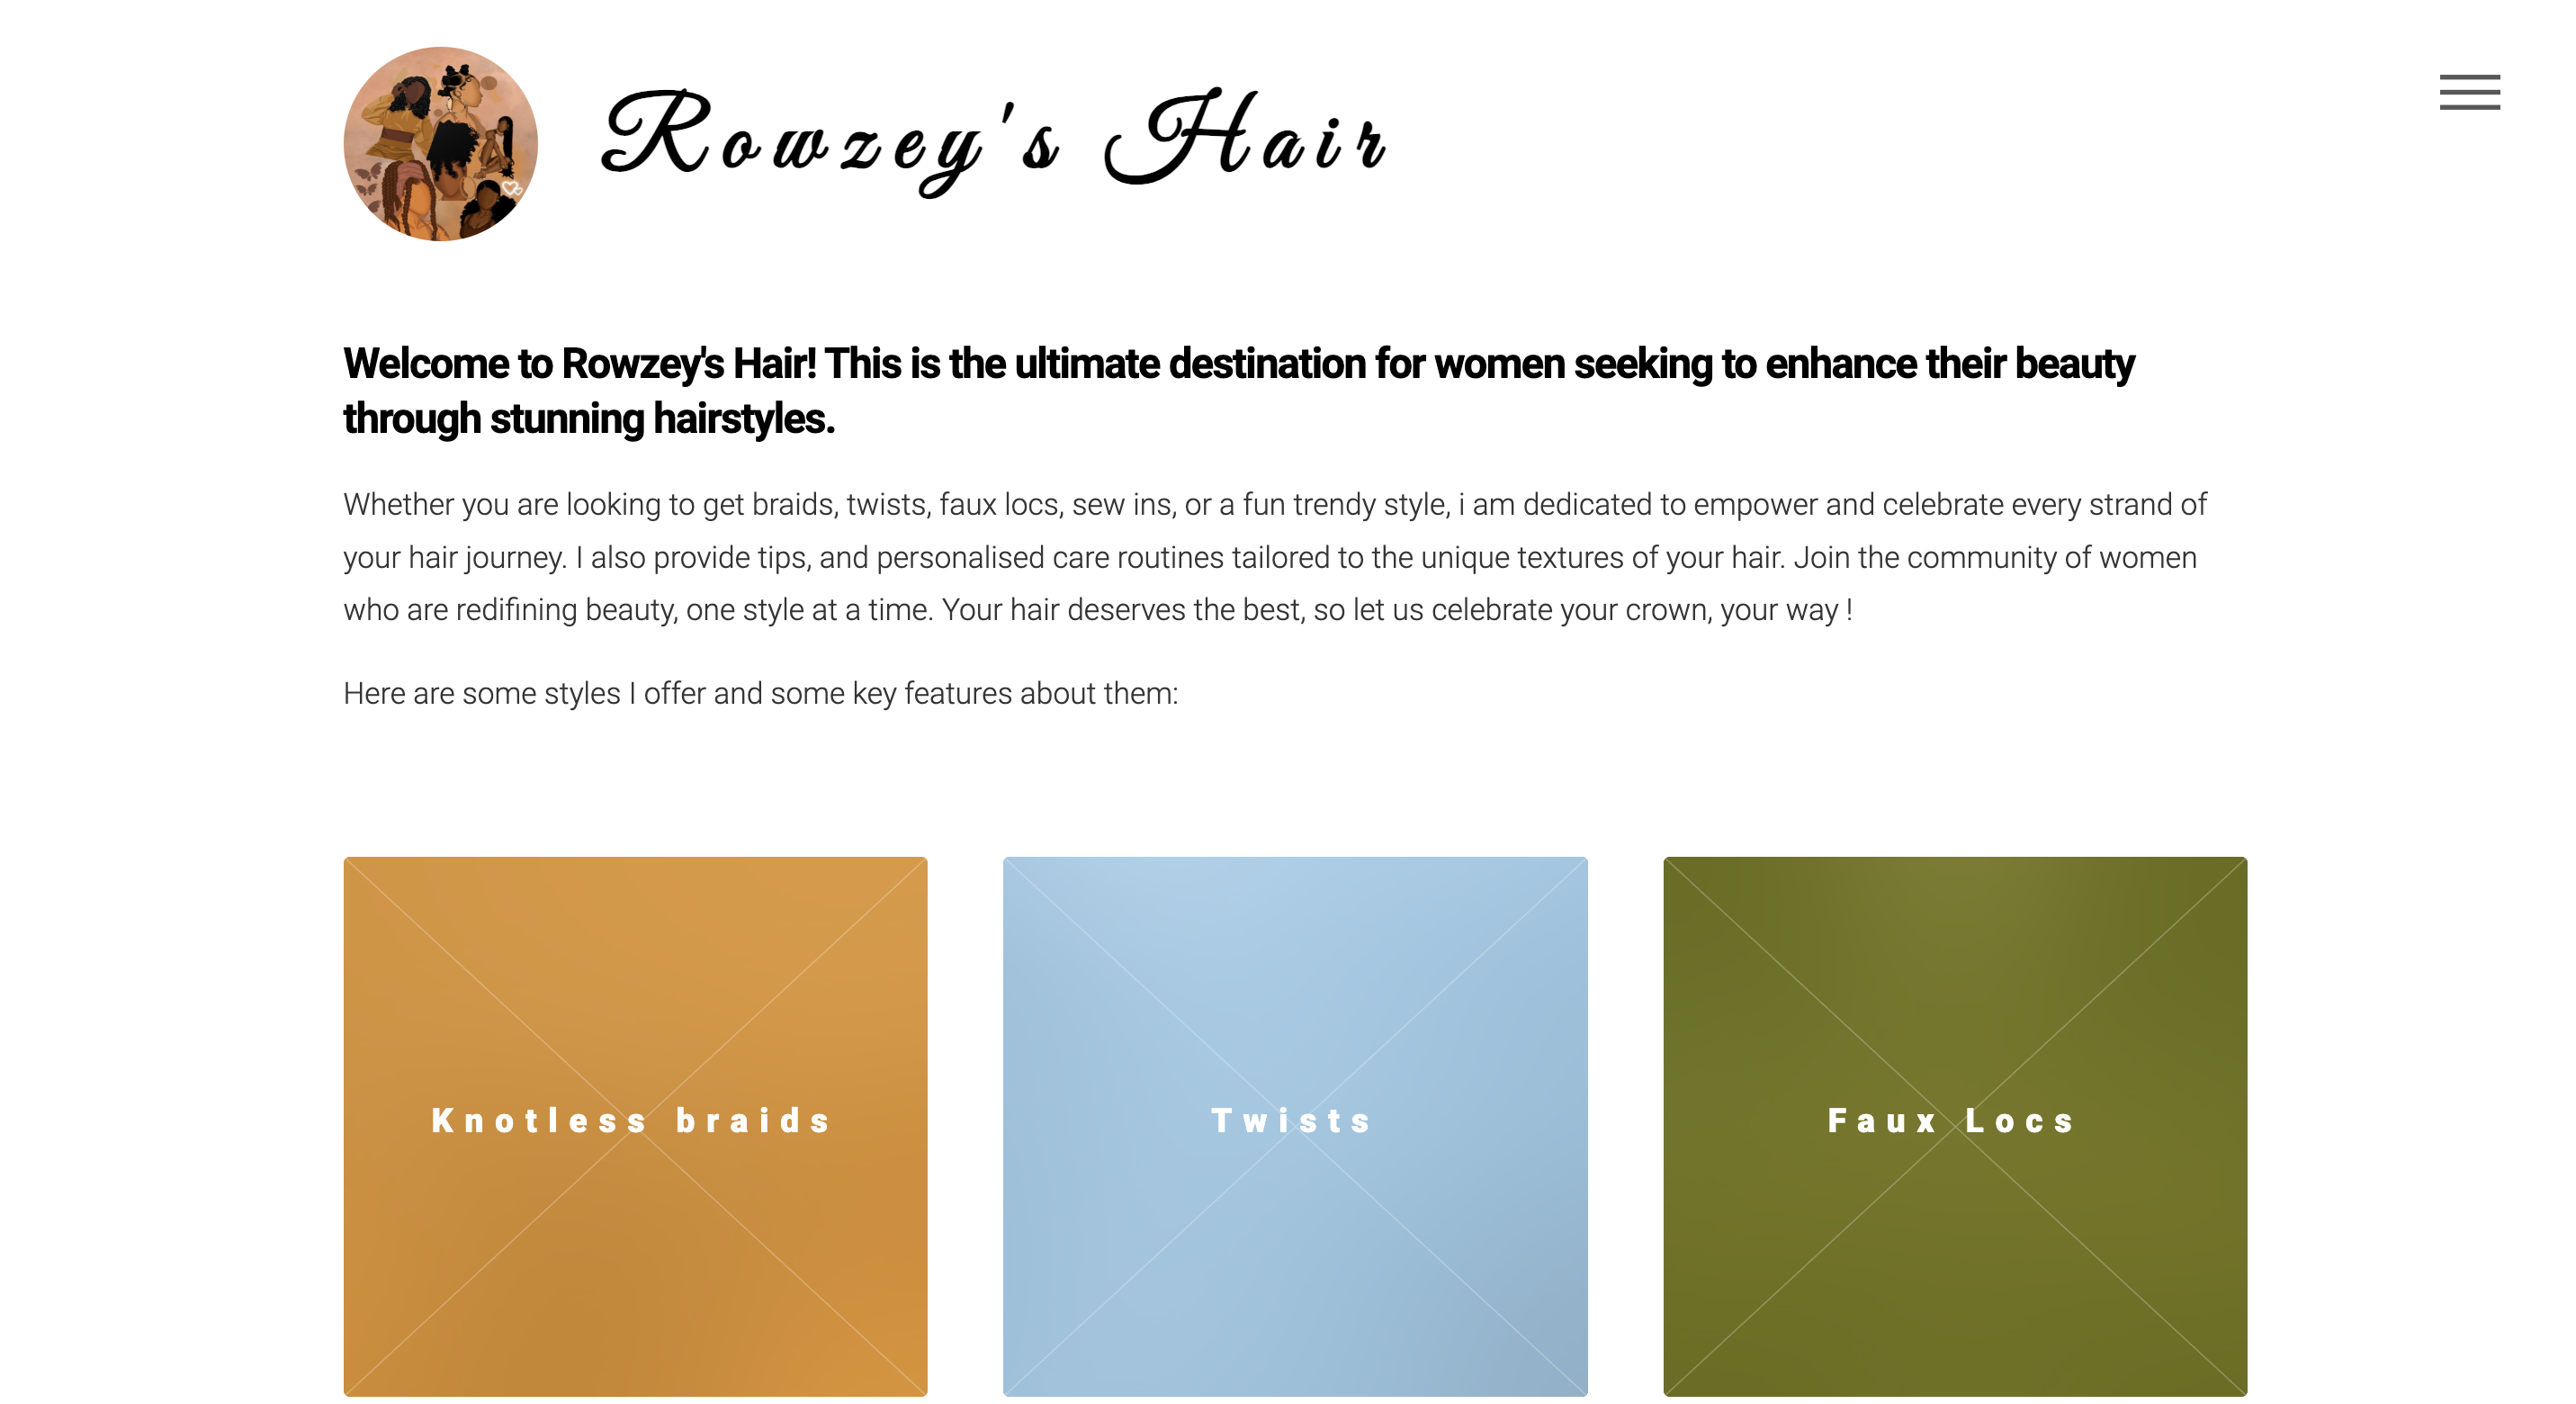 Rowzey's Hair
Welcome to Rowzey's Hair! This is the ultimate destination for women seeking to enhance their beauty
through stunning hairstyles.
Whether you are looking to get braids, twists, faux locs, sew ins, or a fun trendy style, i am dedicated to empower and celebrate every strand of
your hair journey. I also provide tips, and personalised care routines tailored to the unique textures of your hair. Join the community of women
who are redifining beauty, one style at a time. Your hair deserves the best, so let us celebrate your crown, your way !
Here are some styles I offer and some key features about them:
Knotless braids
Twists
Faux Locs